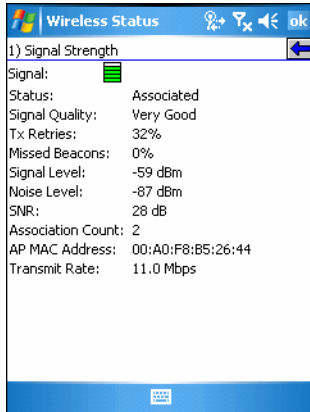 Wireless Status ok
1) Signal Strength
Signal:
Status: Associated
Signal Quality: Very Good
Tx Retries: 32%
Missed Beacons: 0%
Signal Level: -59 dBm
Noise Level: -87 dBm
SNR: 28 dB
Association Count: 2
AP MAC Address: 00:A0:F8:B5:26:44
Transmit Rate: 11.0 Mbps